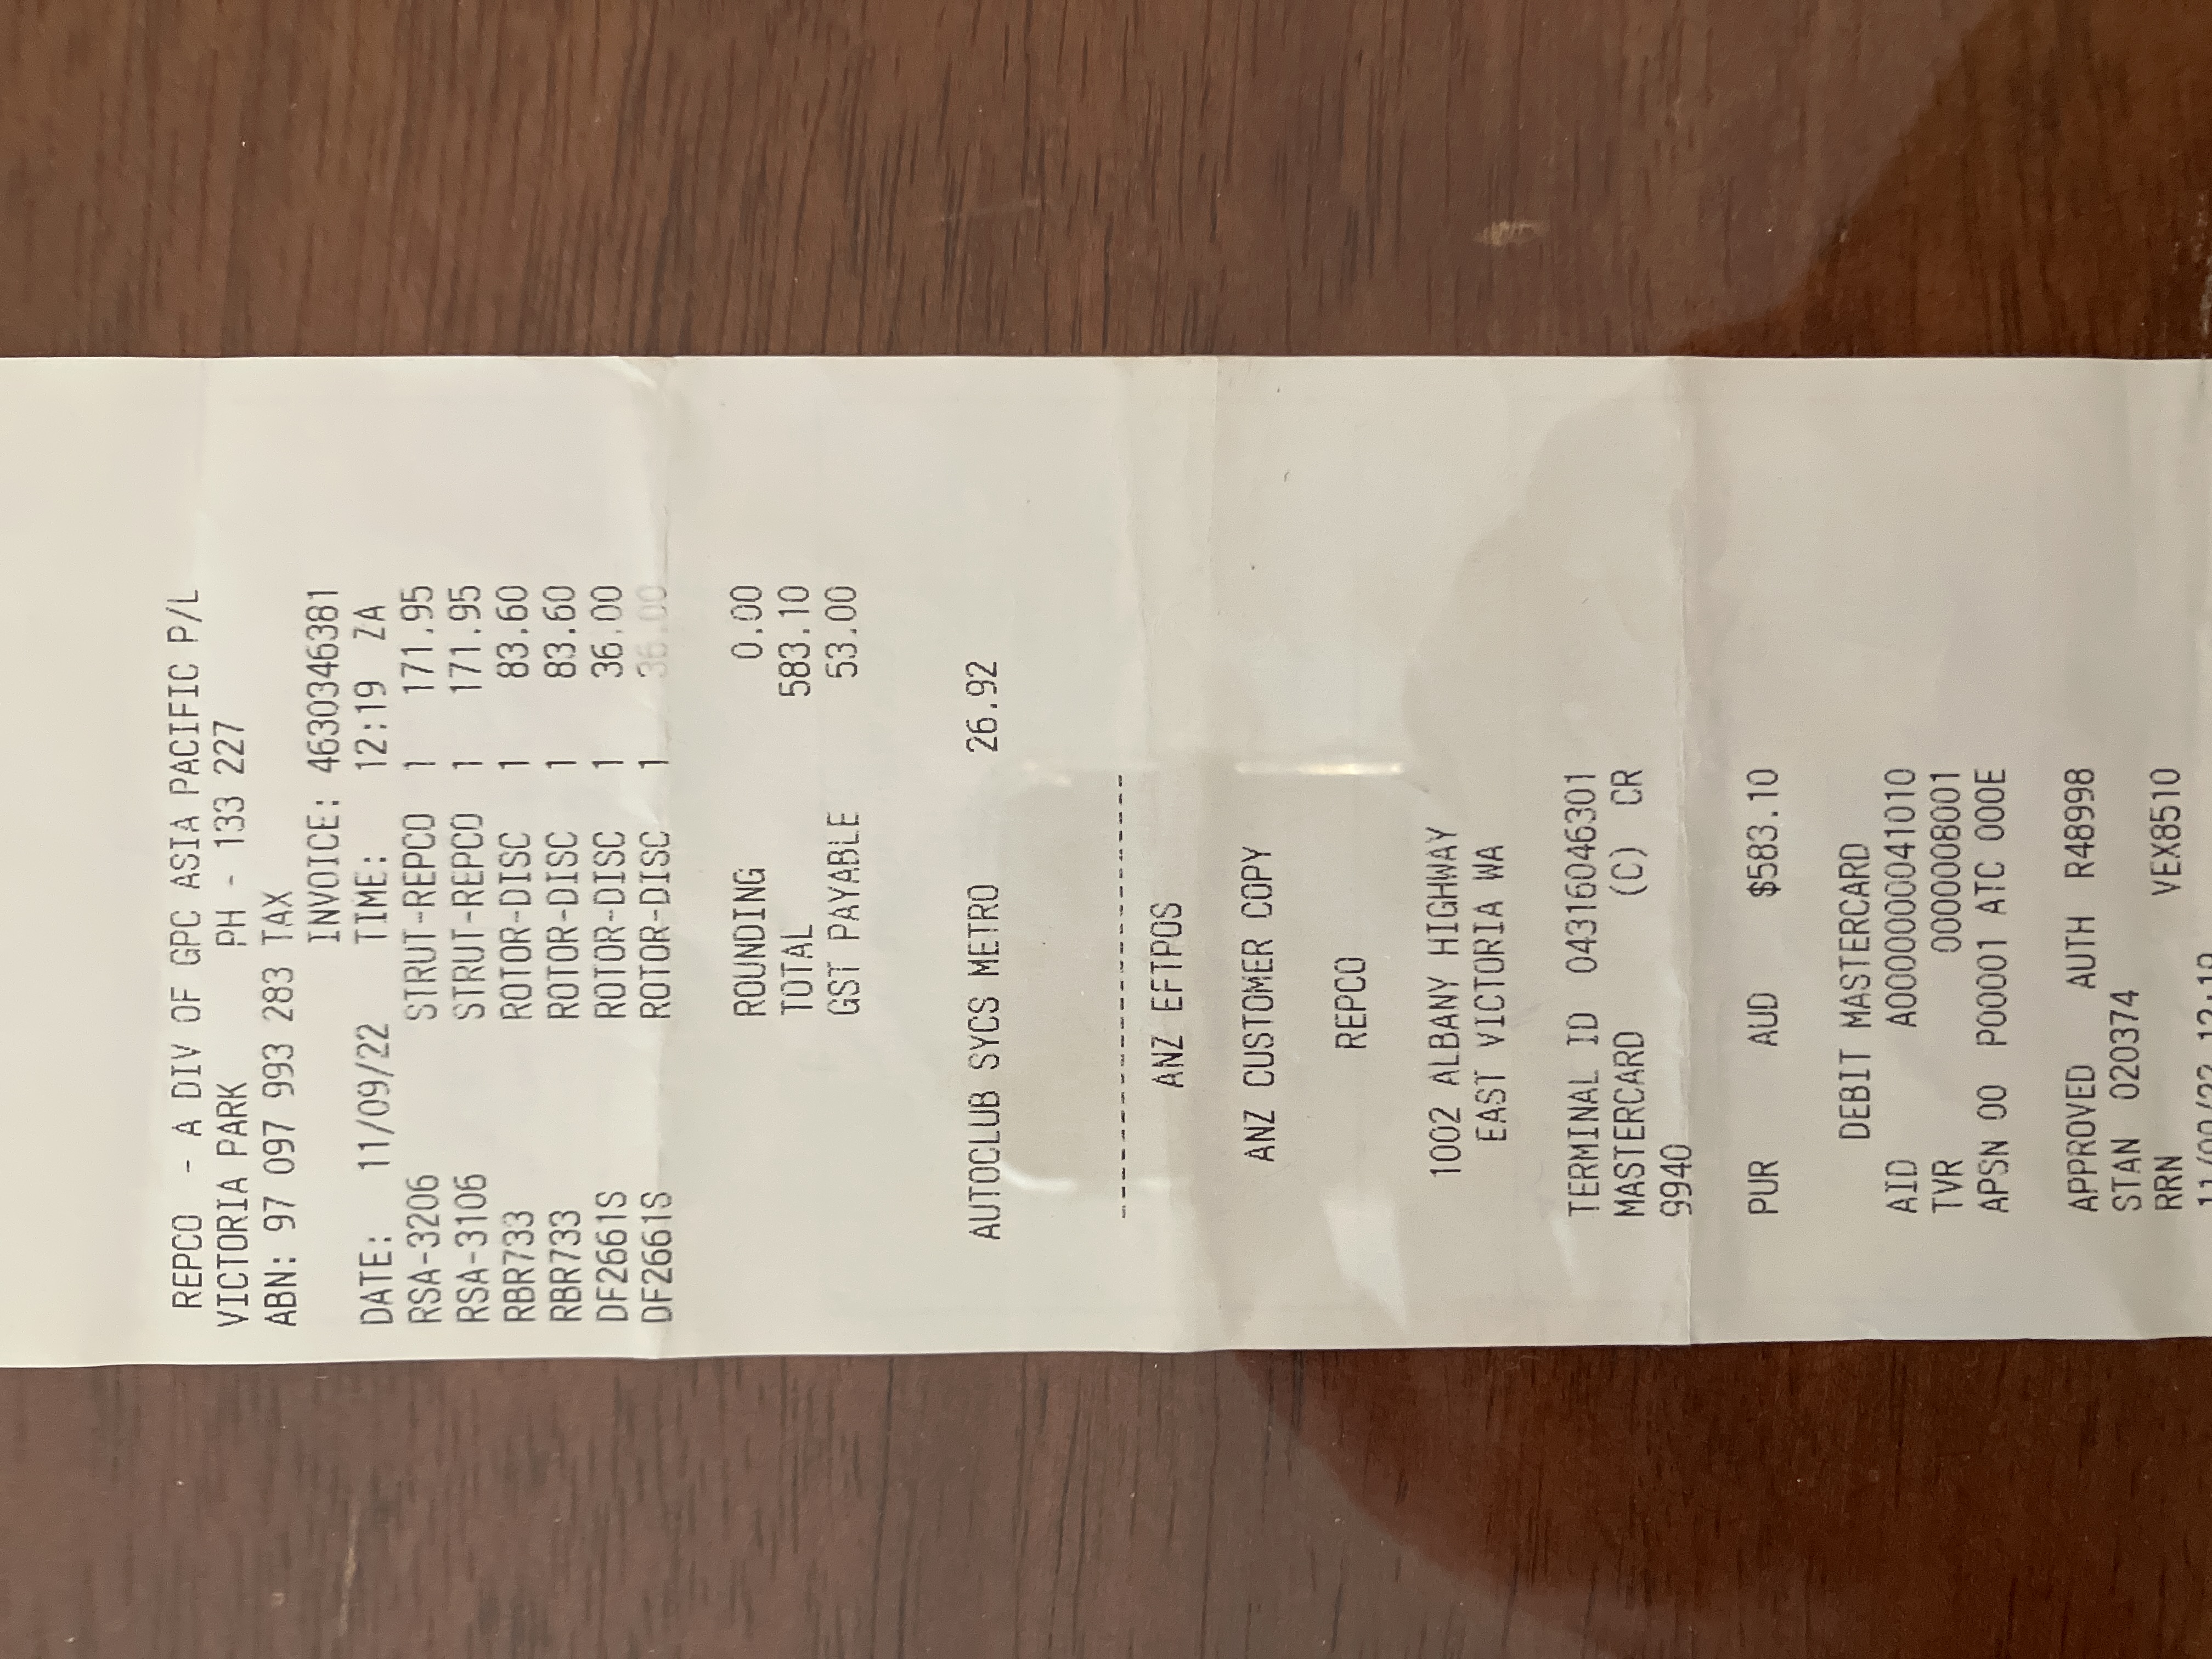 REPCO - A DIV OF GPC ASIA PACIFIC P/L
VICTORIA PARK PH - 133 227
ABN: 97 097 993 283 TAX
INVOICE: 4630346381
DATE: 11/09/22 TIME: 12:19 ZA
RSA-3206 STRUT-REPCO 1 171.95
RSA-3106 STRUT-REPCO 1 171.95
RBR733 ROTOR-DISC 1 83.60
RBR733 ROTOR-DISC 1 83.60
DF2661S ROTOR-DISC 1 36.00
DF2661S ROTOR-DISC 1 36.00
ROUNDING 0.00
TOTAL 583.10
GST PAYABLE 53.00
AUTOCLUB SYCS METRO 26.92
------------------------
ANZ EFTPOS
ANZ CUSTOMER COPY
REPCO
1002 ALBANY HIGHWAY
EAST VICTORIA WA
TERMINAL ID 04316046301
MASTERCARD (C) CR
9940
PUR AUD $583.10
DEBIT MASTERCARD
AID A0000000041010
TVR 0000008001
APSN 00 P00001 ATC 000E
APPROVED AUTH R48998
STAN 020374
RRN VEX8510
11/09/22 12:19